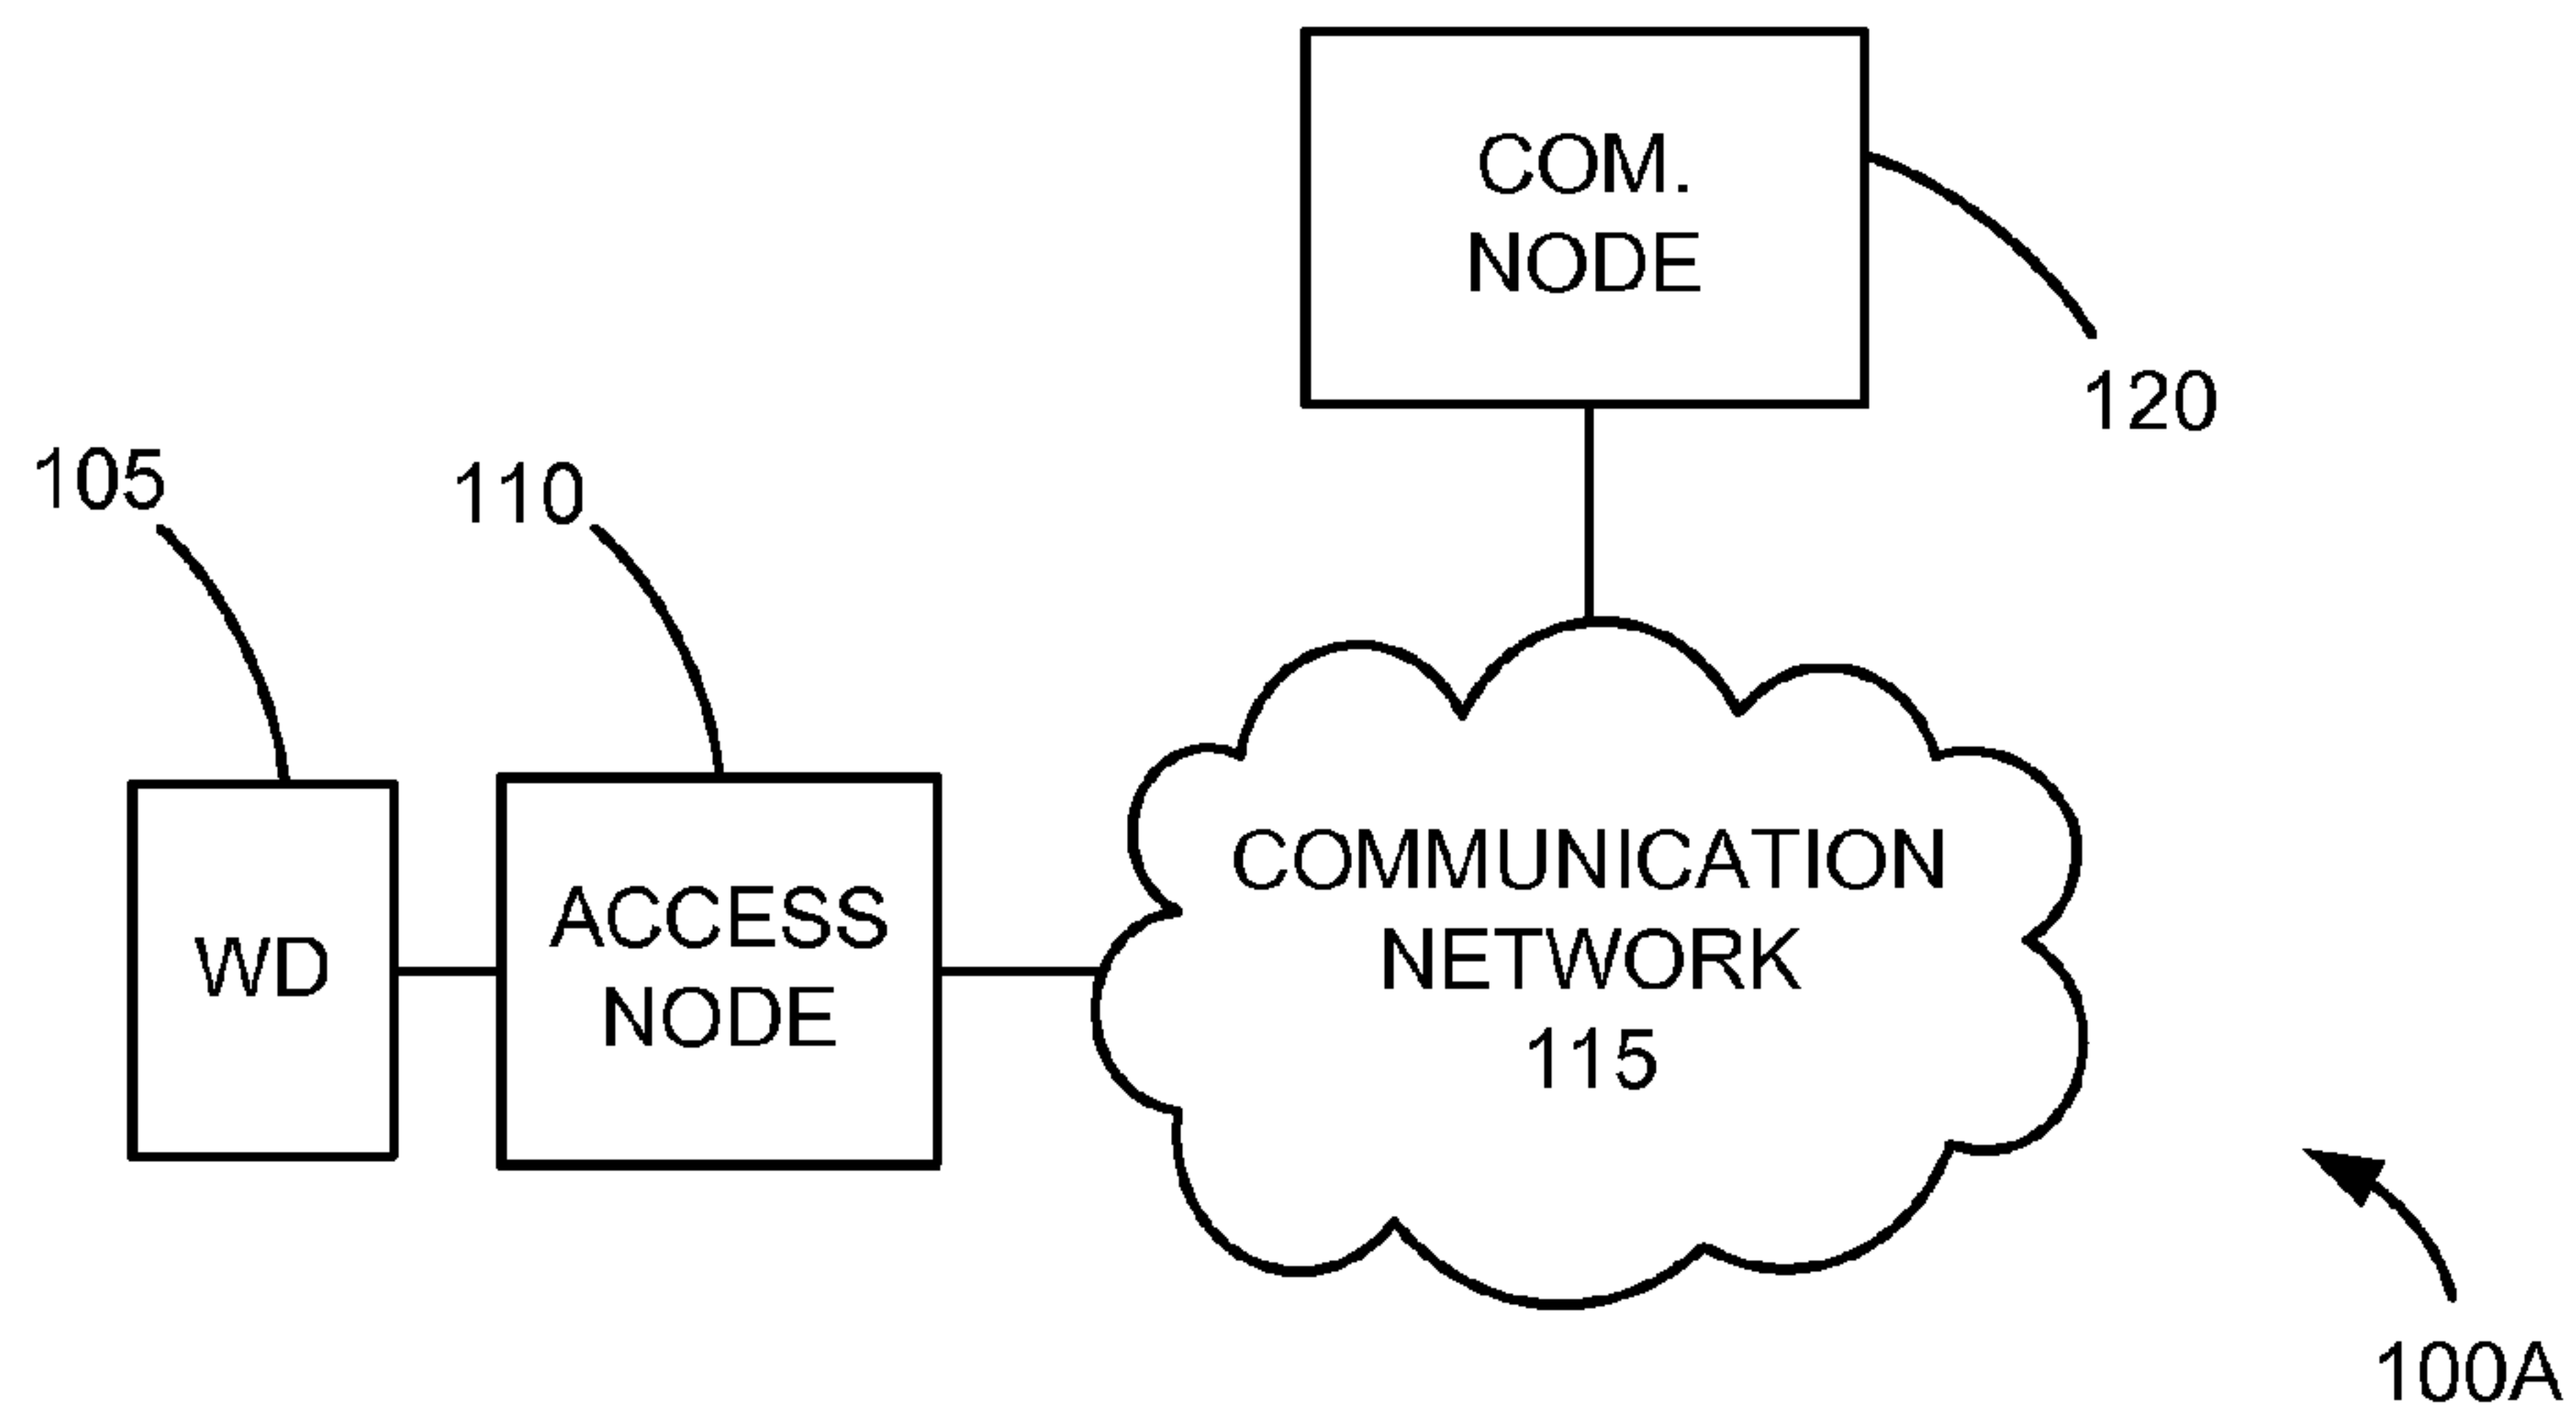 COM.
NODE
120
105
110
WD
ACCESS
NODE
COMMUNICATION
NETWORK
115
100A